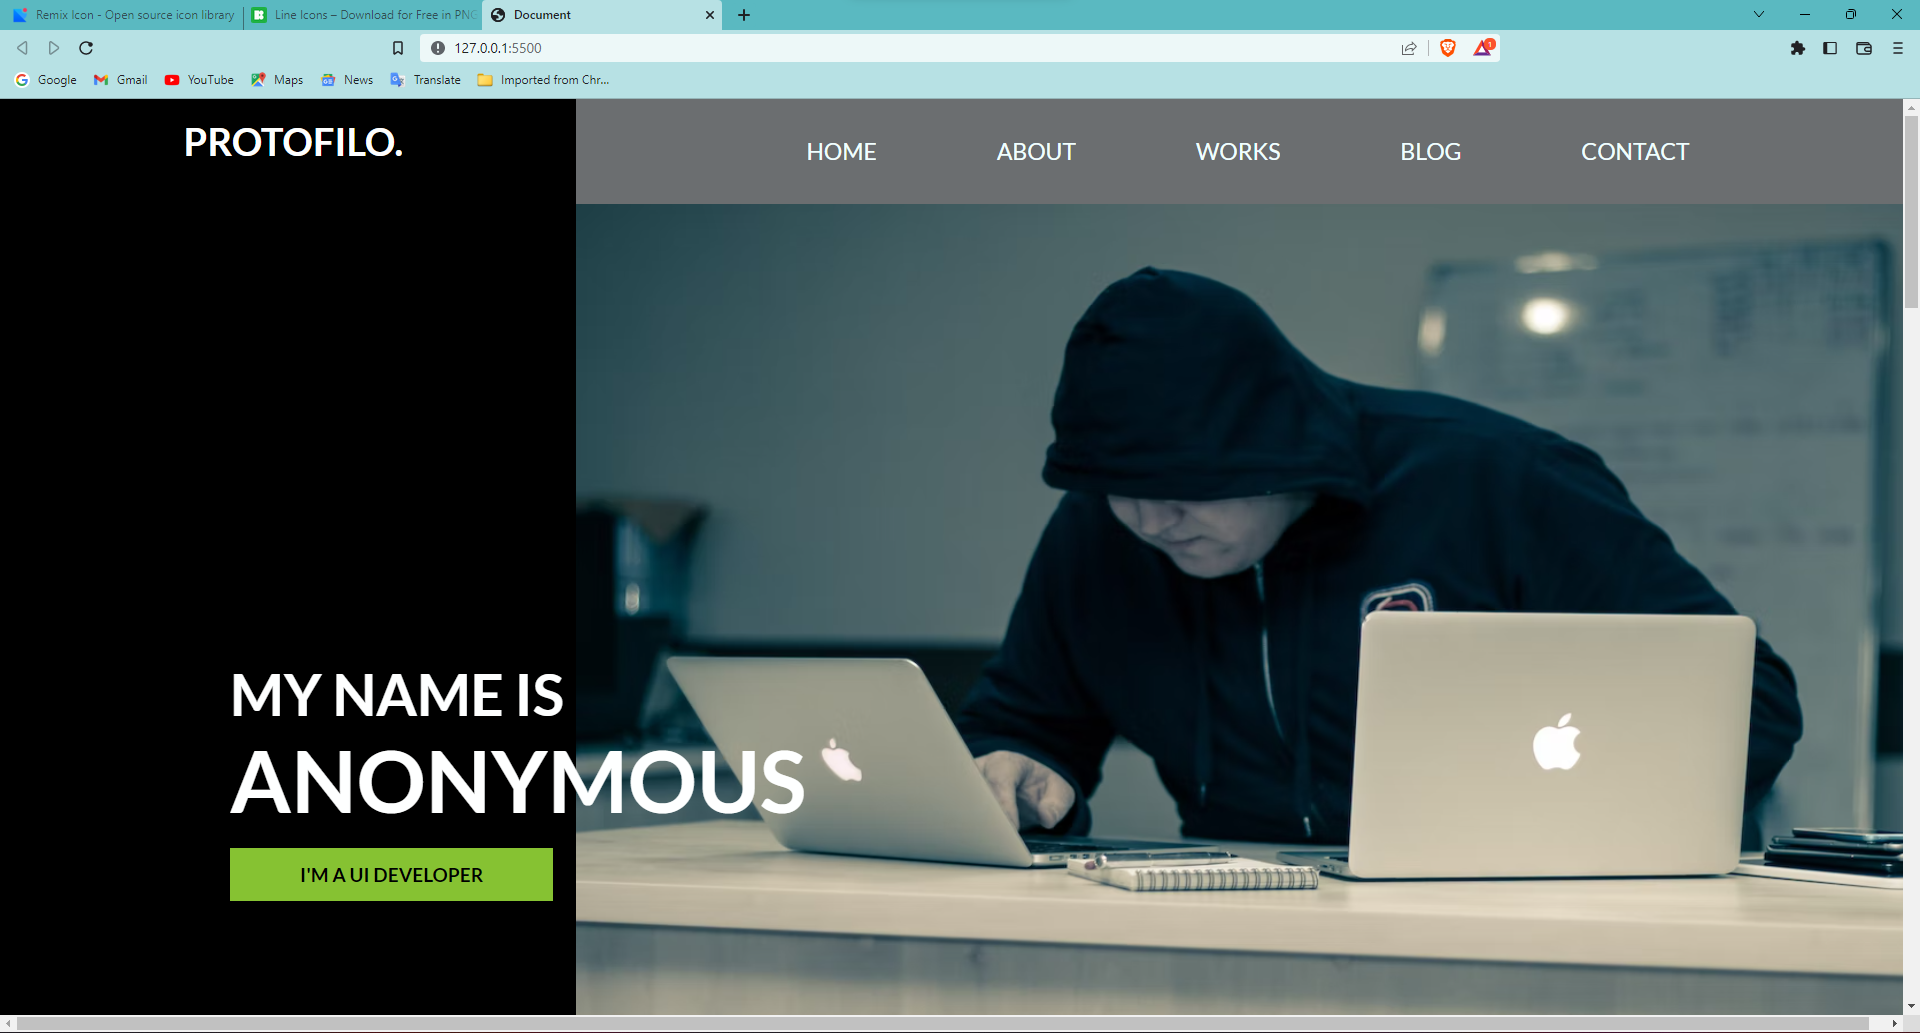 Remix Icon - Open source icon library
Line Icons – Download for Free in PNG
Document
127.0.0.1:5500
1
Google
Gmail
YouTube
Maps
News
Translate
Imported from Chr...
PROTOFILO.
HOME
ABOUT
WORKS
BLOG
CONTACT
MY NAME IS
ANONYMOUS
I'M A UI DEVELOPER